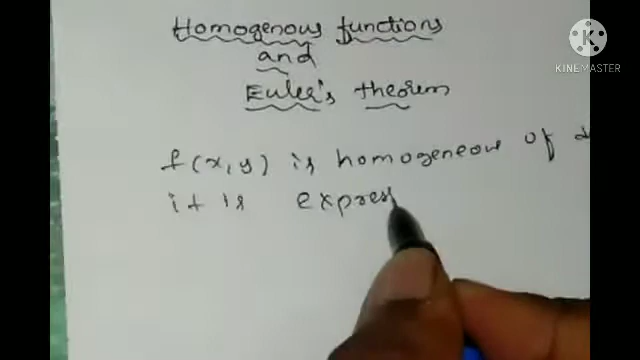 Homogenous functions
and
Euler's theorem
f(x,y) is homogeneous of
it is expres
K
KINEMASTER